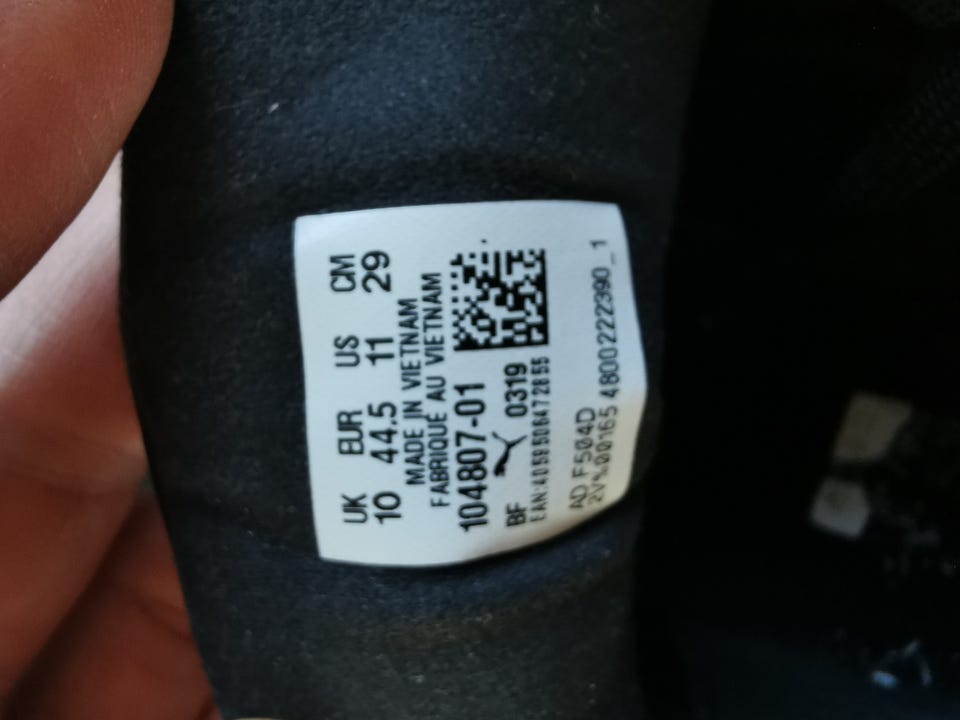 UK EUR US CM
10 44.5 11 29
MADE IN VIETNAM
FABRIQUÉ AU VIETNAM
104807-01
BF 0319
EAN:4059506472855
AD F504D
2V%00165 4800222390_1